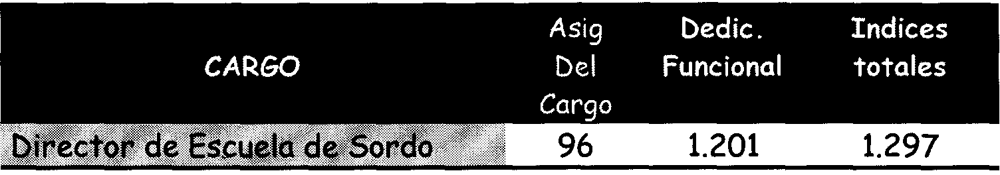 Asig Dedic. Indices
CARGO Del Funcional totales
Cargo
Director de Escuela de Sordo 96 1.201 1.297